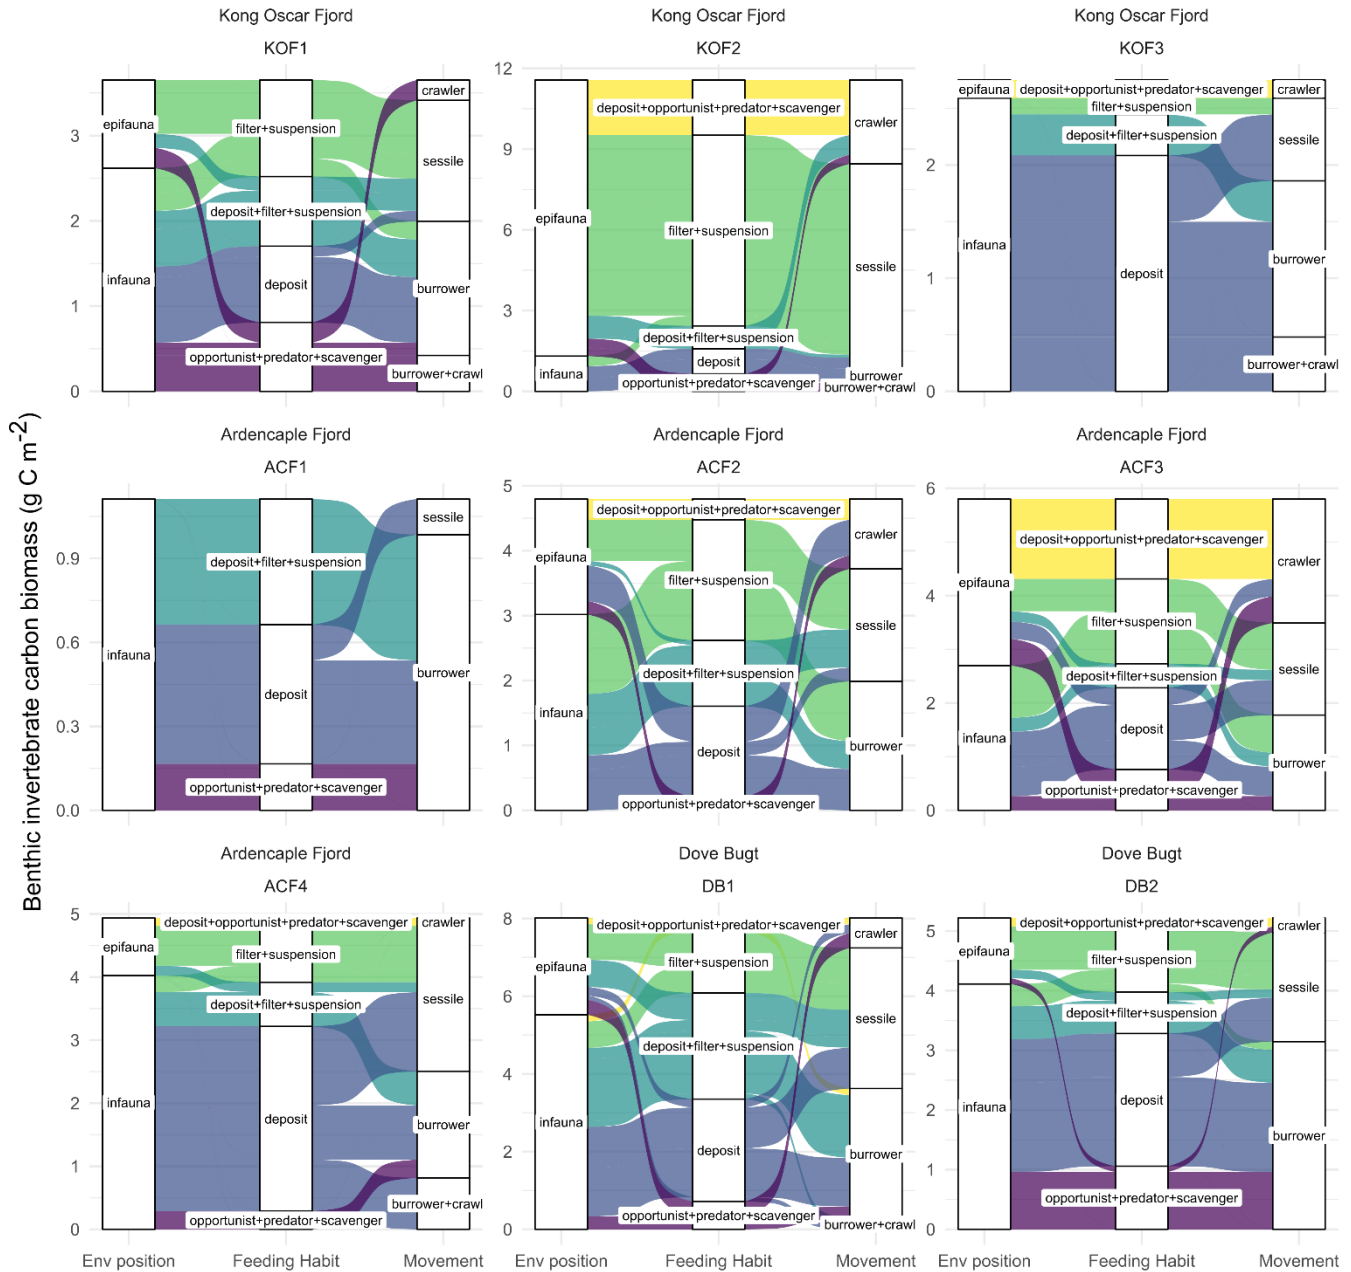 Benthic invertebrate carbon biomass (g C m⁻²)
Kong Oscar Fjord
KOF1
3
2
1
0
epifauna
infauna
filter+suspension
deposit+filter+suspension
deposit
opportunist+predator+scavenger
crawler
sessile
burrower
burrower+crawl
Kong Oscar Fjord
KOF2
12
9
6
3
0
epifauna
infauna
deposit+opportunist+predator+scavenger
filter+suspension
deposit+filter+suspension
deposit
opportunist+predator+scavenger
crawler
sessile
burrower
burrower+crawl
Kong Oscar Fjord
KOF3
2
1
0
epifauna
infauna
deposit+opportunist+predator+scavenger
filter+suspension
deposit+filter+suspension
deposit
crawler
sessile
burrower
burrower+crawl
Ardencaple Fjord
ACF1
0.9
0.6
0.3
0.0
infauna
deposit+filter+suspension
deposit
opportunist+predator+scavenger
sessile
burrower
Ardencaple Fjord
ACF2
5
4
3
2
1
0
epifauna
infauna
deposit+opportunist+predator+scavenger
filter+suspension
deposit+filter+suspension
deposit
opportunist+predator+scavenger
crawler
sessile
burrower
Ardencaple Fjord
ACF3
6
4
2
0
epifauna
infauna
deposit+opportunist+predator+scavenger
filter+suspension
deposit+filter+suspension
deposit
opportunist+predator+scavenger
crawler
sessile
burrower
Ardencaple Fjord
ACF4
5
4
3
2
1
0
epifauna
infauna
deposit+opportunist+predator+scavenger
filter+suspension
deposit+filter+suspension
deposit
opportunist+predator+scavenger
crawler
sessile
burrower
burrower+crawl
Env position
Feeding Habit
Movement
Dove Bugt
DB1
8
6
4
2
0
epifauna
infauna
deposit+opportunist+predator+scavenger
filter+suspension
deposit+filter+suspension
deposit
opportunist+predator+scavenger
crawler
sessile
burrower
burrower+crawl
Env position
Feeding Habit
Movement
Dove Bugt
DB2
5
4
3
2
1
0
epifauna
infauna
deposit+opportunist+predator+scavenger
filter+suspension
deposit+filter+suspension
deposit
opportunist+predator+scavenger
crawler
sessile
burrower
Env position
Feeding Habit
Movement